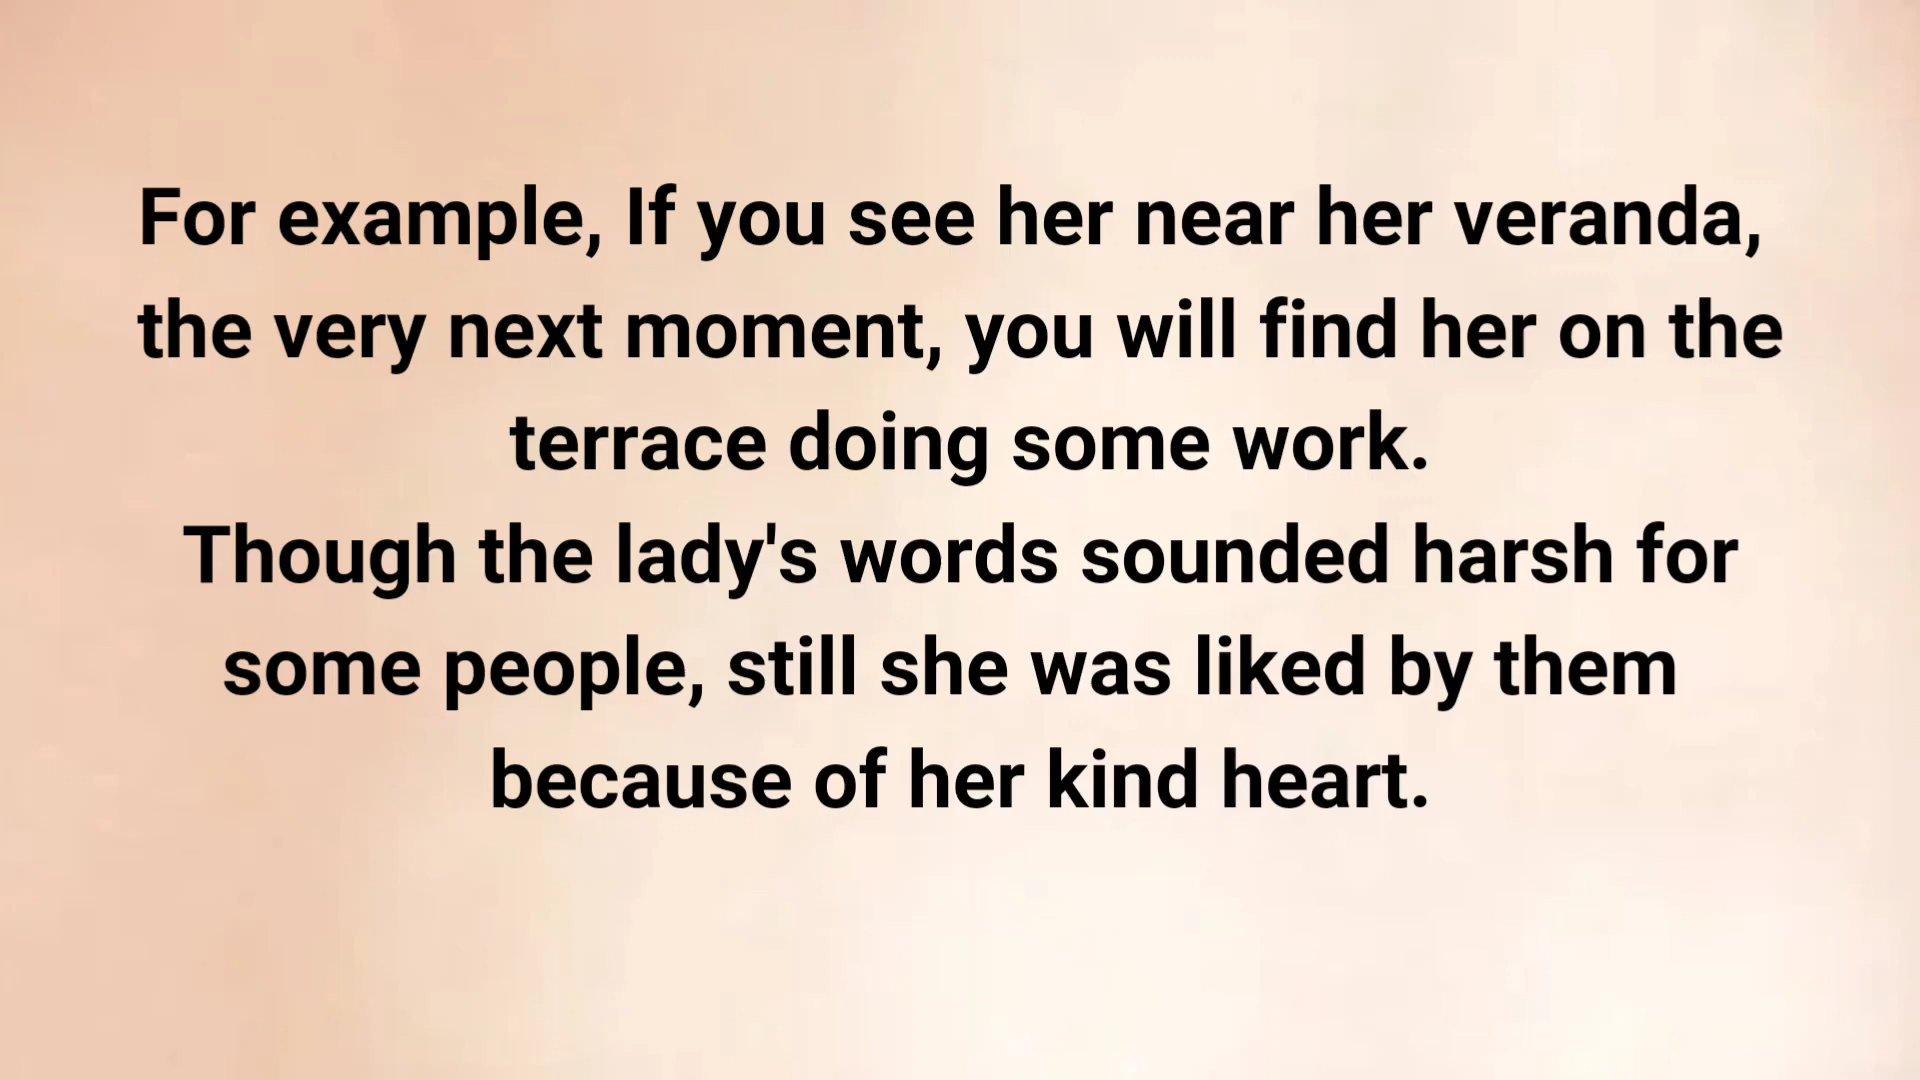 For example, If you see her near her veranda,
the very next moment, you will find her on the
terrace doing some work.
Though the lady's words sounded harsh for
some people, still she was liked by them
because of her kind heart.